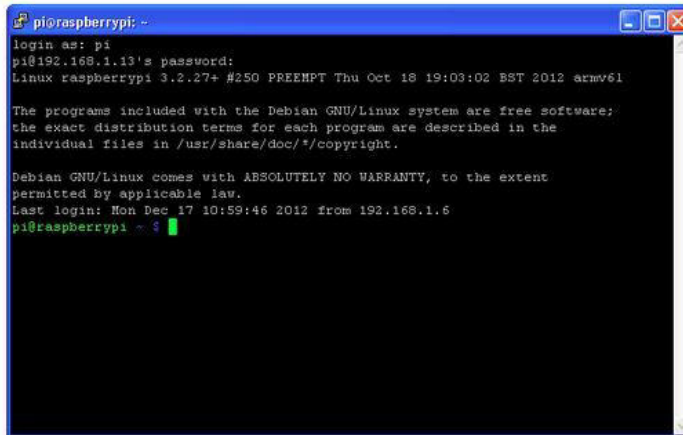 pi@raspberrypi: ~
login as: pi
pi@192.168.1.13's password:
Linux raspberrypi 3.2.27+ #250 PREEMPT Thu Oct 18 19:03:02 BST 2012 armv6l

The programs included with the Debian GNU/Linux system are free software;
the exact distribution terms for each program are described in the
individual files in /usr/share/doc/*/copyright.

Debian GNU/Linux comes with ABSOLUTELY NO WARRANTY, to the extent
permitted by applicable law.
Last login: Mon Dec 17 10:59:46 2012 from 192.168.1.6
pi@raspberrypi ~ $